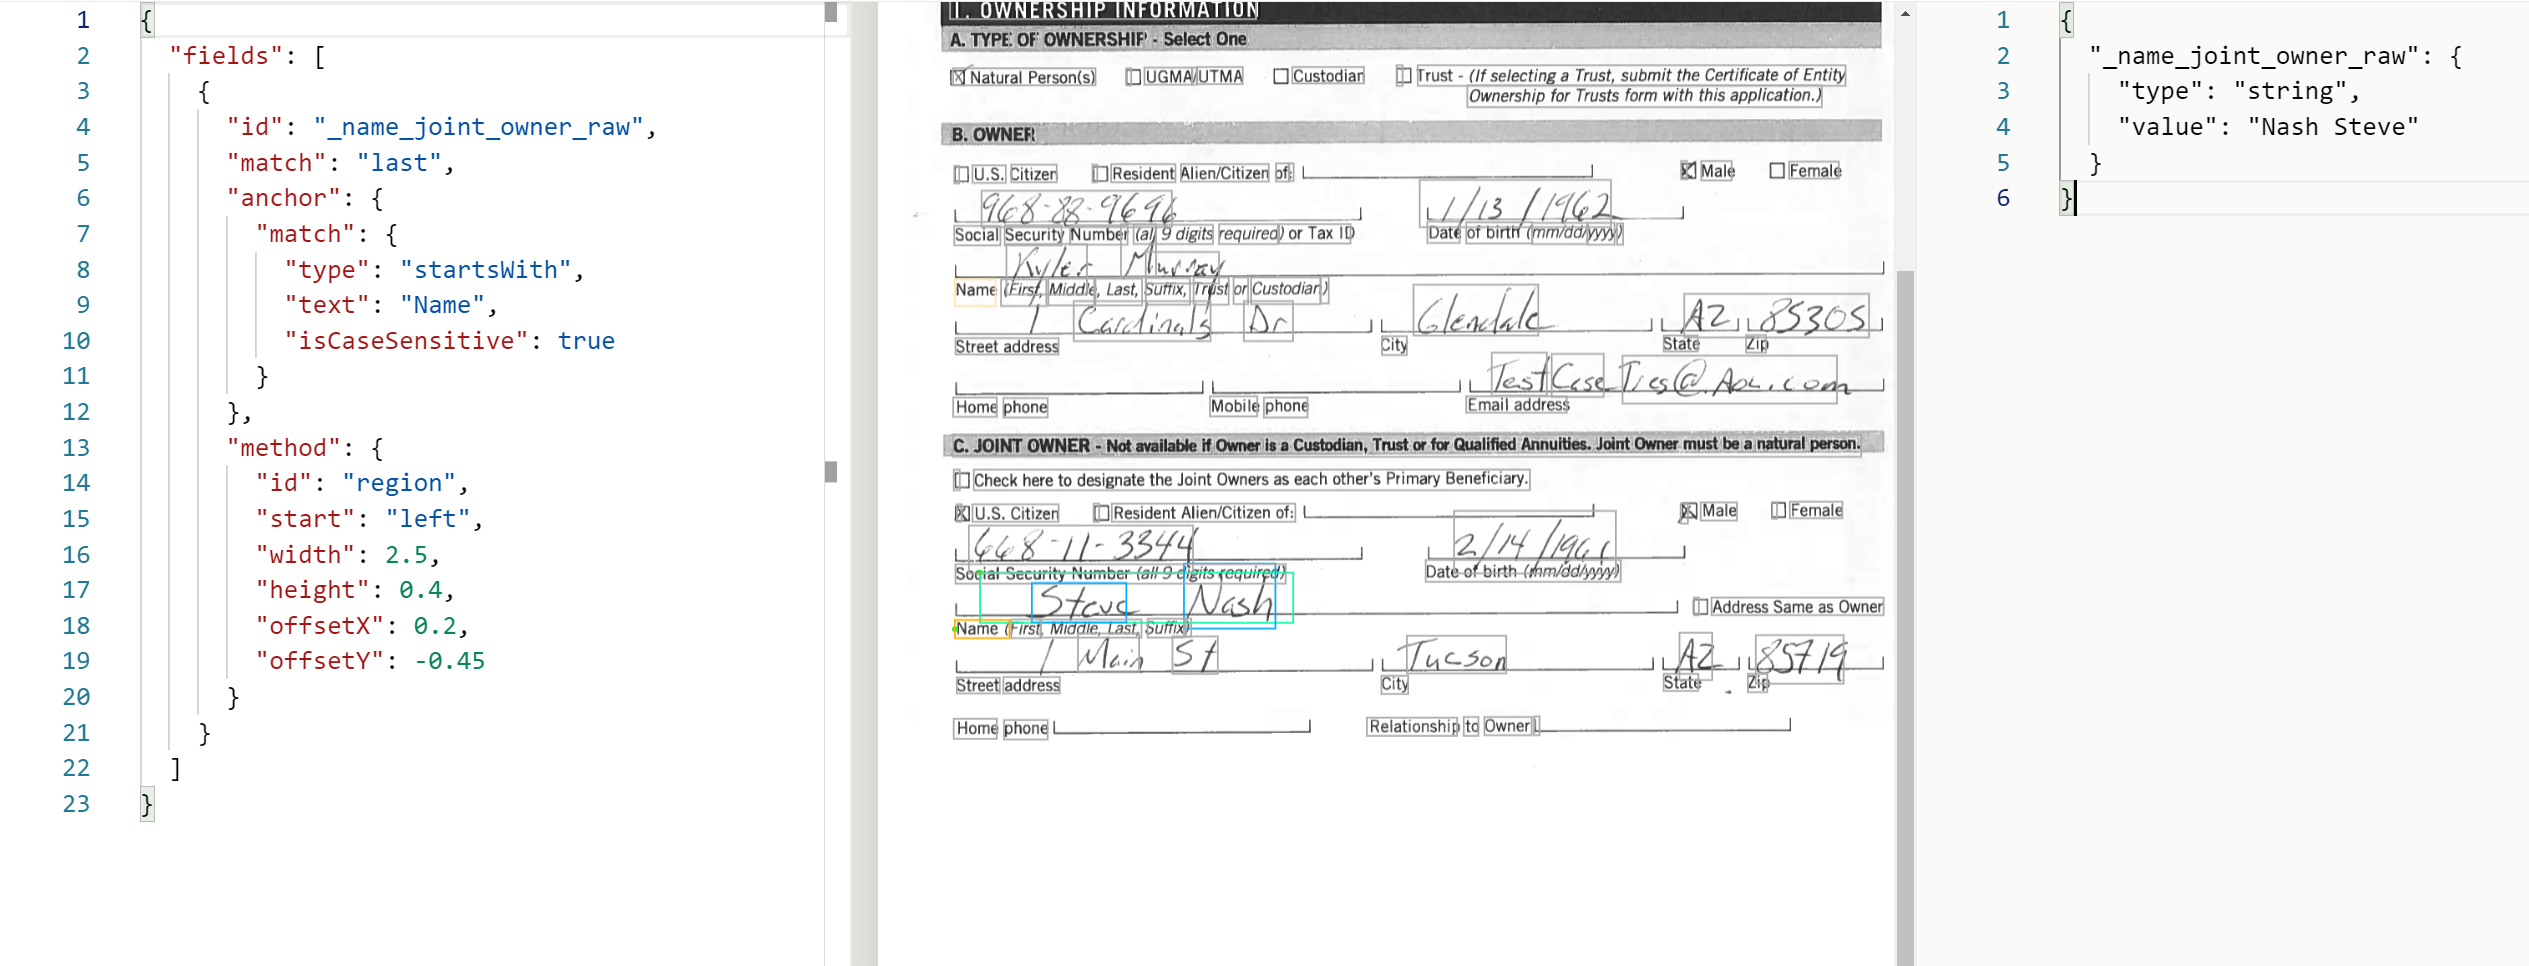 1 {
2 "fields": [
3 {
4 "id": "_name_joint_owner_raw",
5 "match": "last",
6 "anchor": {
7 "match": {
8 "type": "startsWith",
9 "text": "Name",
10 "isCaseSensitive": true
11 }
12 },
13 "method": {
14 "id": "region",
15 "start": "left",
16 "width": 2.5,
17 "height": 0.4,
18 "offsetX": 0.2,
19 "offsetY": -0.45
20 }
21 }
22 ]
23 }
1. OWNERSHIP INFORMATION
A. TYPE OF OWNERSHIP - Select One
Natural Person(s) UGMA/UTMA Custodian Trust - (If selecting a Trust, submit the Certificate of Entity
Ownership for Trusts form with this application.)
B. OWNER
U.S. Citizen Resident Alien/Citizen of: Male Female
968-88-9696 1/13/1962
Social Security Number (all 9 digits required) or Tax ID Date of birth (mm/dd/yyyy)
Kyler Murray
Name (First, Middle, Last, Suffix, Trust or Custodian)
1 Cardinals Dr Glendale AZ 85305
Street address City State Zip
TestCaseTies@Aol.com
Home phone Mobile phone Email address
C. JOINT OWNER - Not available if Owner is a Custodian, Trust or for Qualified Annuities. Joint Owner must be a natural person.
Check here to designate the Joint Owners as each other's Primary Beneficiary.
U.S. Citizen Resident Alien/Citizen of: Male Female
668-11-3344 2/14/1961
Social Security Number (all 9 digits required) Date of birth (mm/dd/yyyy)
Steve Nash Address Same as Owner
Name (First, Middle, Last, Suffix)
1 Main St Tucson AZ 85719
Street address City State Zip
Home phone Relationship to Owner
1 {
2 "_name_joint_owner_raw": {
3 "type": "string",
4 "value": "Nash Steve"
5 }
6 }